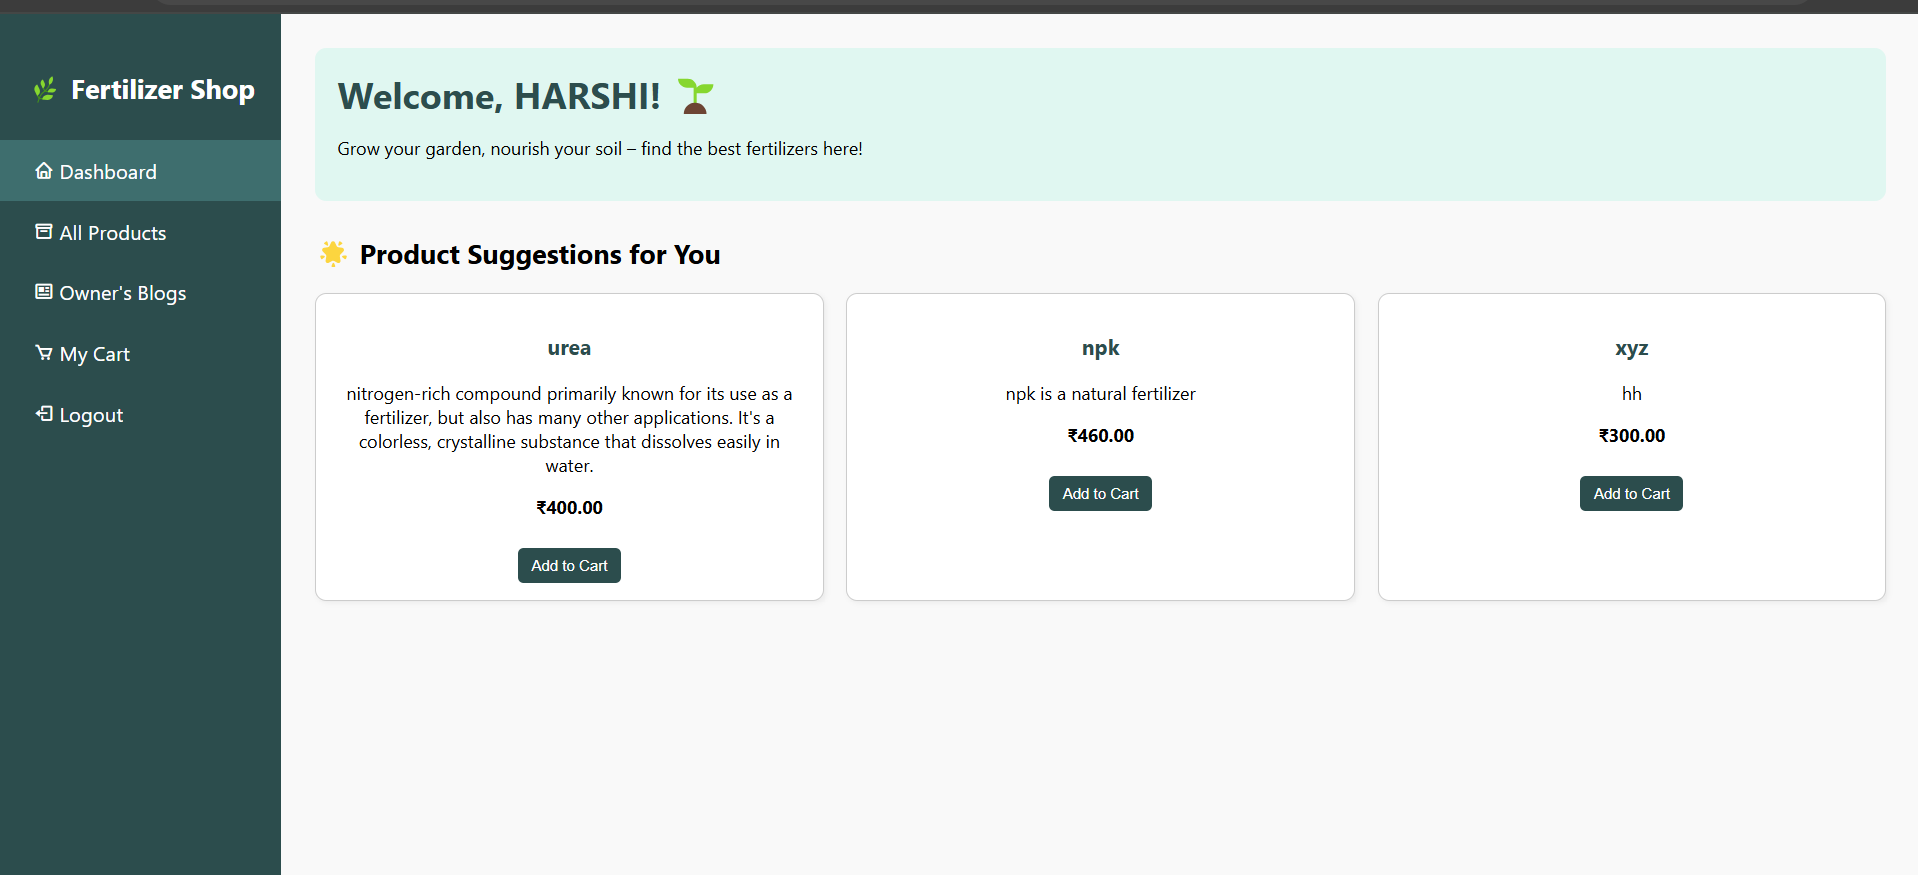 Fertilizer Shop
Dashboard
All Products
Owner's Blogs
My Cart
Logout
Welcome, HARSHI!
Grow your garden, nourish your soil – find the best fertilizers here!
Product Suggestions for You
urea
nitrogen-rich compound primarily known for its use as a
fertilizer, but also has many other applications. It's a
colorless, crystalline substance that dissolves easily in
water.
₹400.00
Add to Cart
npk
npk is a natural fertilizer
₹460.00
Add to Cart
xyz
hh
₹300.00
Add to Cart